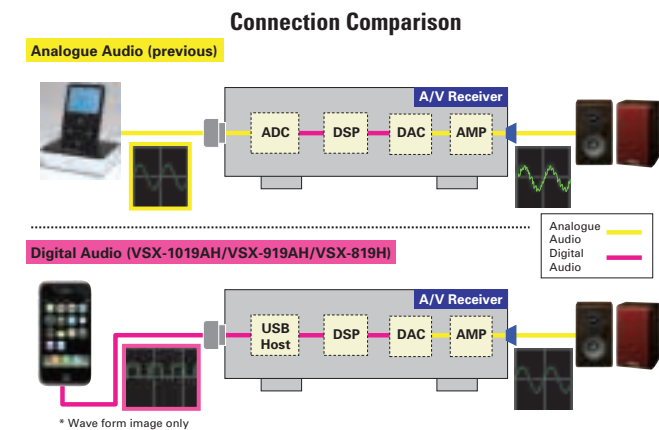 Connection Comparison
Analogue Audio (previous)
A/V Receiver
ADC
DSP
DAC
AMP
Analogue
Audio
Digital
Audio
Digital Audio (VSX-1019AH/VSX-919AH/VSX-819H)
A/V Receiver
USB
Host
DSP
DAC
AMP
* Wave form image only